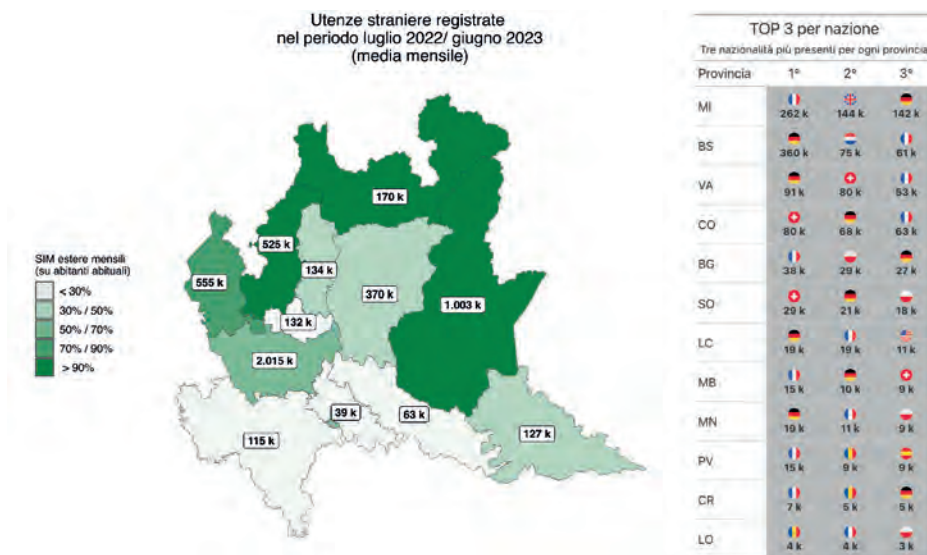 Utenze straniere registrate
nel periodo luglio 2022/ giugno 2023
(media mensile)
170 k
525 k
134 k
555 k
370 k
1.003 k
132 k
2.015 k
39 k
63 k
127 k
115 k
SIM estere mensili
(su abitanti abituali)
< 30%
30% / 50%
50% / 70%
70% / 90%
> 90%
TOP 3 per nazione
Tre nazionalità più presenti per ogni provincia
Provincia 1° 2° 3°
MI 262 k 144 k 142 k
BS 360 k 75 k 61 k
VA 91 k 80 k 53 k
CO 80 k 68 k 63 k
BG 38 k 29 k 27 k
SO 29 k 21 k 18 k
LC 19 k 19 k 11 k
MB 15 k 10 k 9 k
MN 19 k 11 k 9 k
PV 15 k 9 k 9 k
CR 7 k 5 k 5 k
LO 4 k 4 k 3 k